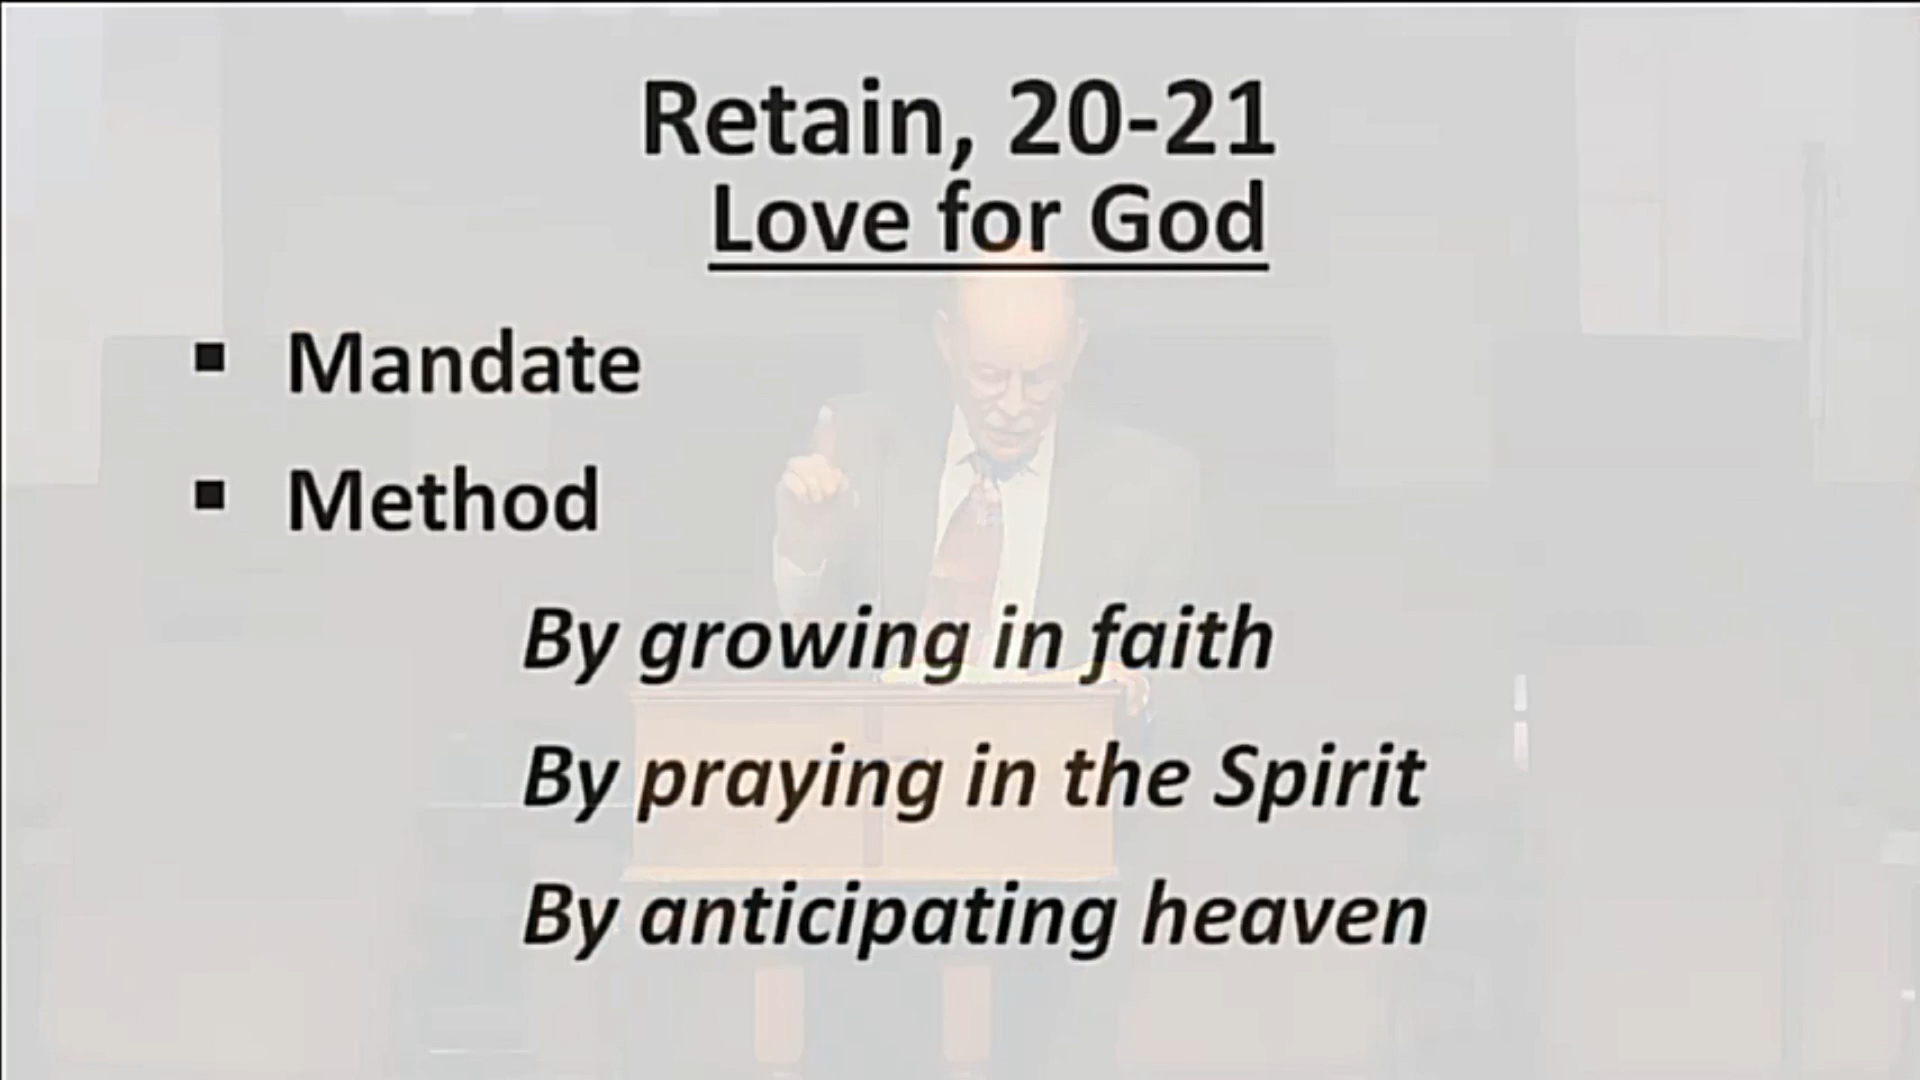 Retain, 20-21
Love for God
▪ Mandate
▪ Method
By growing in faith
By praying in the Spirit
By anticipating heaven